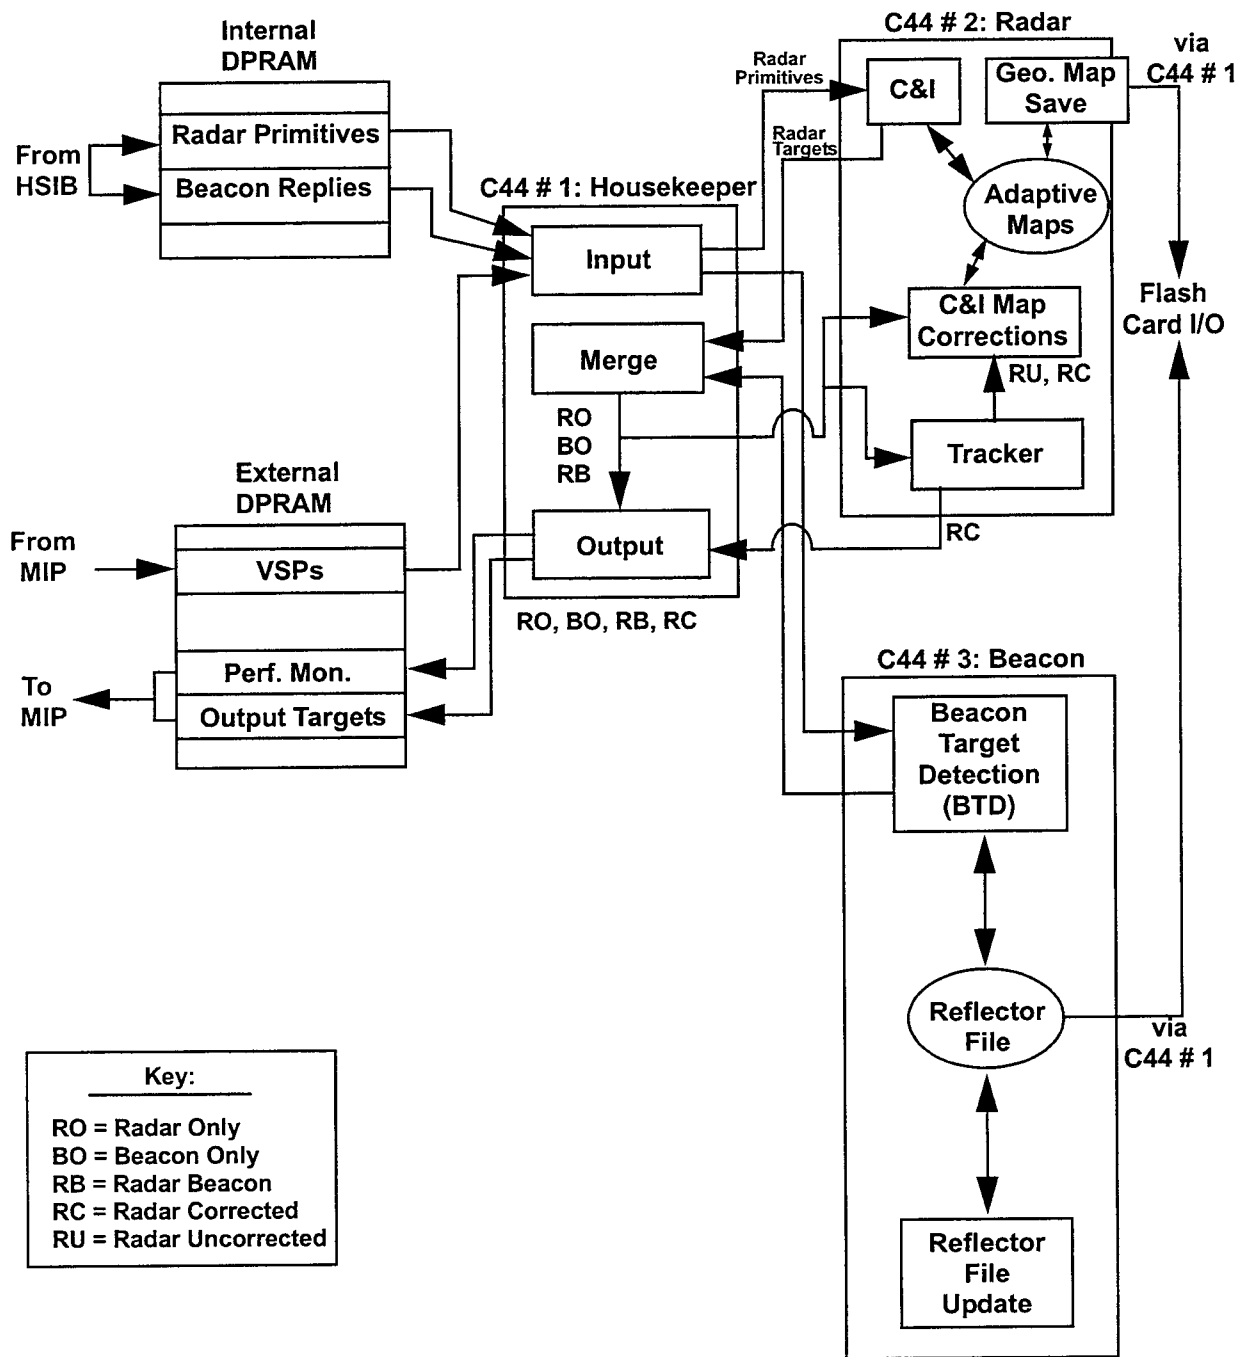 Internal
DPRAM
Radar Primitives
Beacon Replies
From
HSIB
C44 # 1: Housekeeper
Input
Merge
RO
BO
RB
Output
RO, BO, RB, RC
External
DPRAM
From
MIP
VSPs
Perf. Mon.
Output Targets
To
MIP
C44 # 2: Radar
Radar
Primitives
Radar
Targets
C&I
Geo. Map
Save
Adaptive
Maps
C&I Map
Corrections
RU, RC
Tracker
RC
via
C44 # 1
Flash
Card I/O
C44 # 3: Beacon
Beacon
Target
Detection
(BTD)
Reflector
File
via
C44 # 1
Reflector
File
Update
Key:
RO = Radar Only
BO = Beacon Only
RB = Radar Beacon
RC = Radar Corrected
RU = Radar Uncorrected